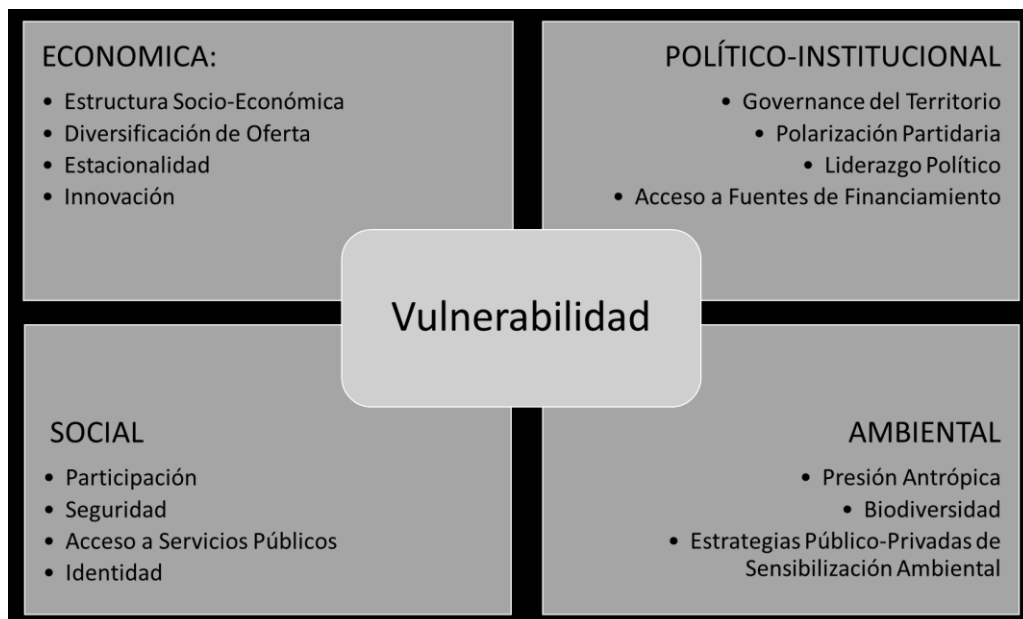 ECONOMICA:
• Estructura Socio-Económica
• Diversificación de Oferta
• Estacionalidad
• Innovación
POLÍTICO-INSTITUCIONAL
• Governance del Territorio
• Polarización Partidaria
• Liderazgo Político
• Acceso a Fuentes de Financiamiento
Vulnerabilidad
SOCIAL
• Participación
• Seguridad
• Acceso a Servicios Públicos
• Identidad
AMBIENTAL
• Presión Antrópica
• Biodiversidad
• Estrategias Público-Privadas de
Sensibilización Ambiental